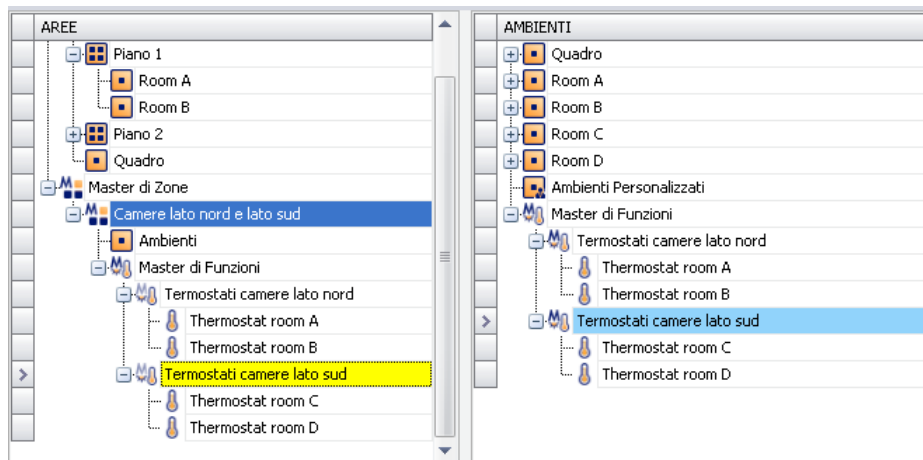 AREE
Piano 1
Room A
Room B
Piano 2
Quadro
Master di Zone
Camere lato nord e lato sud
Ambienti
Master di Funzioni
Termostati camere lato nord
Thermostat room A
Thermostat room B
Termostati camere lato sud
Thermostat room C
Thermostat room D
AMBIENTI
Quadro
Room A
Room B
Room C
Room D
Ambienti Personalizzati
Master di Funzioni
Termostati camere lato nord
Thermostat room A
Thermostat room B
Termostati camere lato sud
Thermostat room C
Thermostat room D